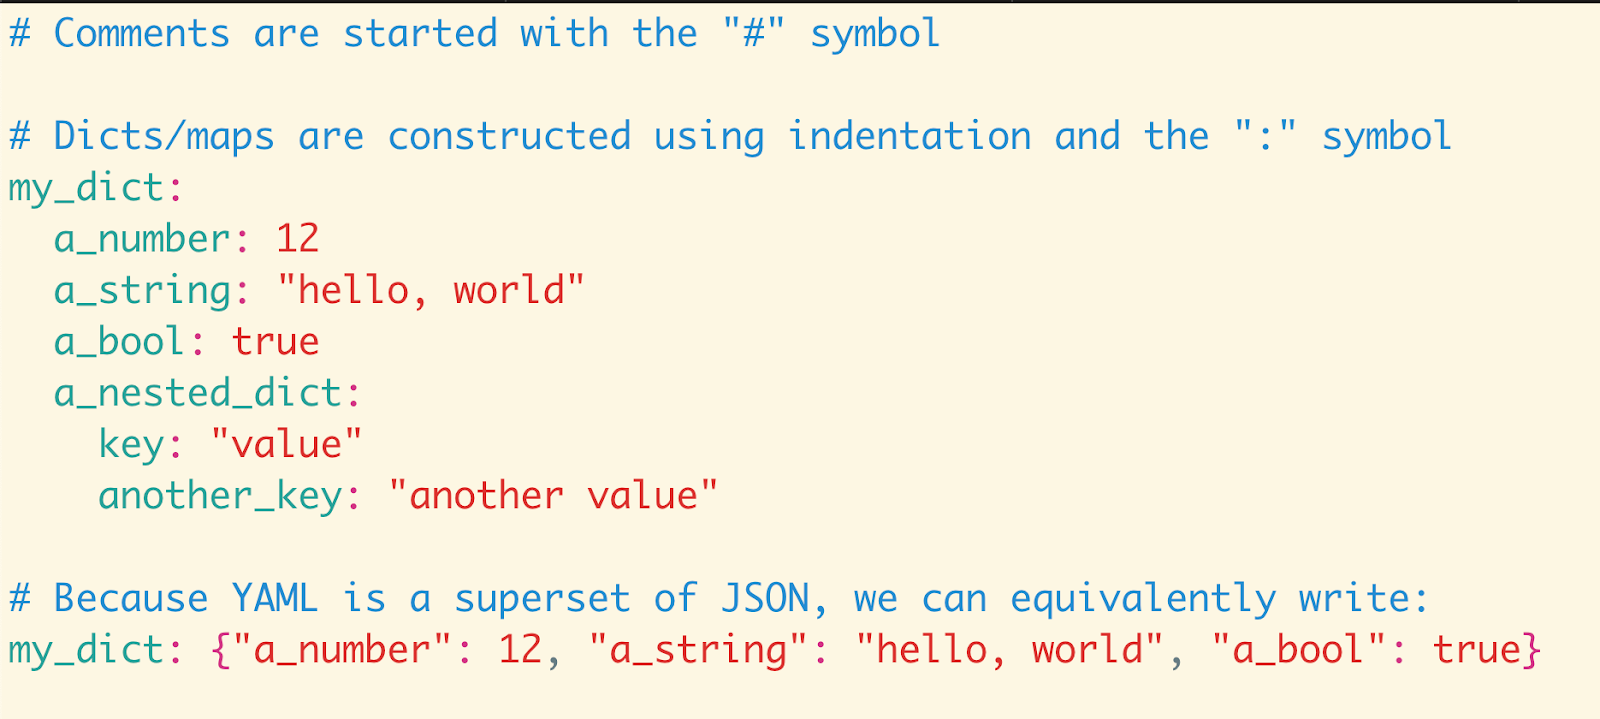 # Comments are started with the "#" symbol
# Dicts/maps are constructed using indentation and the ":" symbol
my_dict:
  a_number: 12
  a_string: "hello, world"
  a_bool: true
  a_nested_dict:
    key: "value"
    another_key: "another value"
# Because YAML is a superset of JSON, we can equivalently write:
my_dict: {"a_number": 12, "a_string": "hello, world", "a_bool": true}